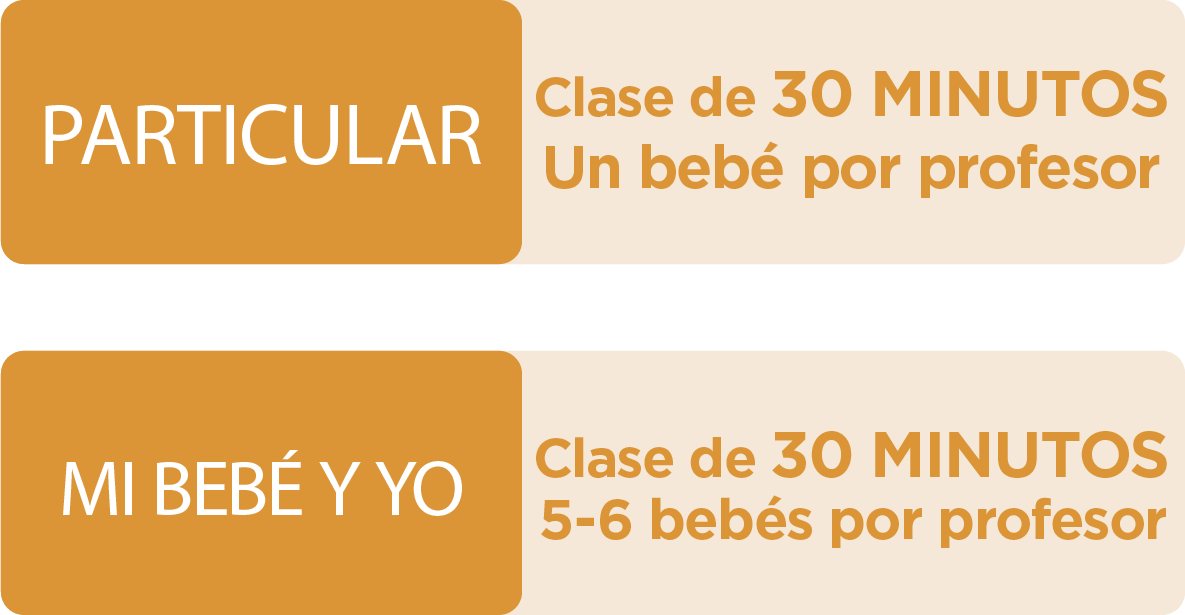 PARTICULAR
Clase de 30 MINUTOS
Un bebé por profesor
MI BEBÉ Y YO
Clase de 30 MINUTOS
5-6 bebés por profesor